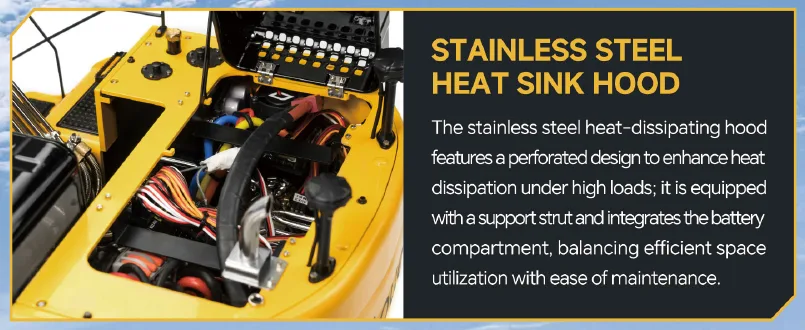 STAINLESS STEEL
HEAT SINK HOOD
The stainless steel heat-dissipating hood
features a perforated design to enhance heat
dissipation under high loads; it is equipped
with a support strut and integrates the battery
compartment, balancing efficient space
utilization with ease of maintenance.